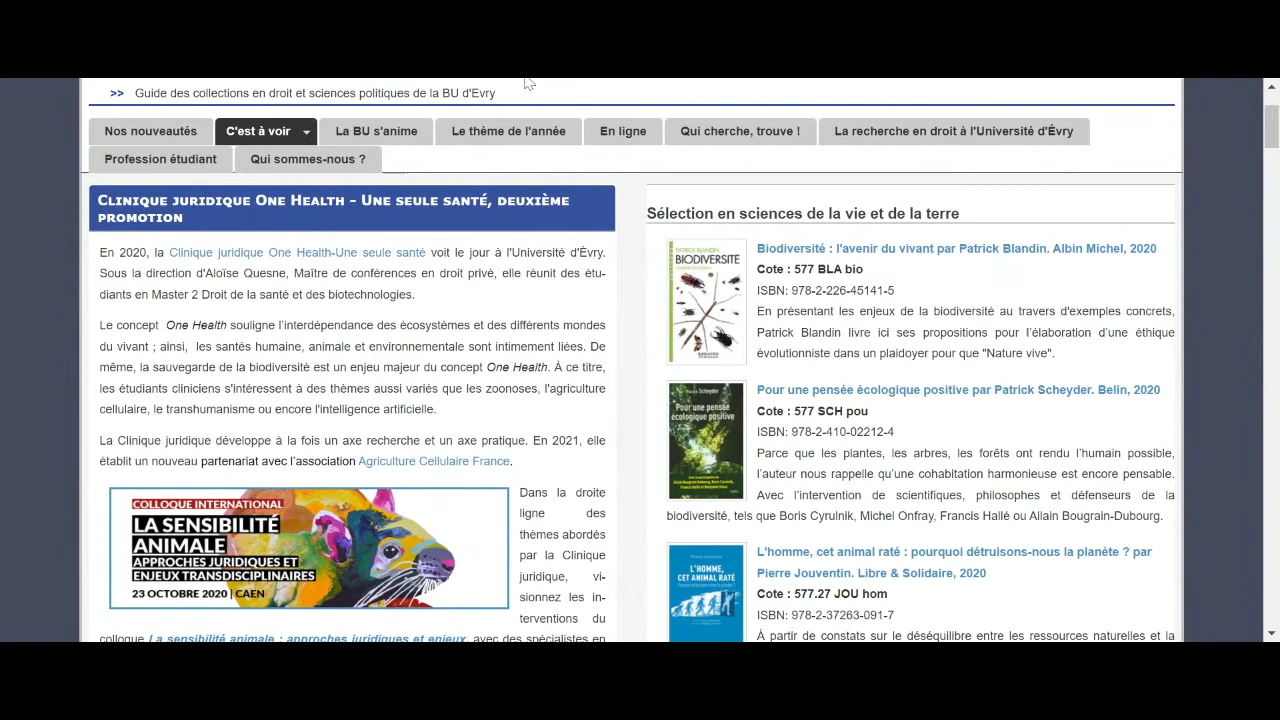 >> Guide des collections en droit et sciences politiques de la BU d'Evry
Nos nouveautés C'est à voir La BU s'anime Le thème de l'année En ligne Qui cherche, trouve ! La recherche en droit à l'Université d'Évry
Profession étudiant Qui sommes-nous ?
Clinique juridique One Health - Une seule santé, deuxième
promotion
En 2020, la Clinique juridique One Health-Une seule santé voit le jour à l'Université d'Évry.
Sous la direction d'Aloïse Quesne, Maître de conférences en droit privé, elle réunit des étu-
diants en Master 2 Droit de la santé et des biotechnologies.
Le concept One Health souligne l'interdépendance des écosystèmes et des différents mondes
du vivant ; ainsi, les santés humaine, animale et environnementale sont intimement liées. De
même, la sauvegarde de la biodiversité est un enjeu majeur du concept One Health. À ce titre,
les étudiants cliniciens s'intéressent à des thèmes aussi variés que les zoonoses, l'agriculture
cellulaire, le transhumanisme ou encore l'intelligence artificielle.
La Clinique juridique développe à la fois un axe recherche et un axe pratique. En 2021, elle
établit un nouveau partenariat avec l'association Agriculture Cellulaire France.
COLLOQUE INTERNATIONAL
LA SENSIBILITÉ
ANIMALE
APPROCHES JURIDIQUES ET
ENJEUX TRANSDISCIPLINAIRES
23 OCTOBRE 2020 | CAEN
Dans la droite
ligne des
thèmes abordés
par la Clinique
juridique, vi-
sionnez les in-
terventions du
colloque La sensibilité animale : approches juridiques et enjeux, avec des spécialistes en
Sélection en sciences de la vie et de la terre
PATRICK BLANDIN
BIODIVERSITÉ
Biodiversité : l'avenir du vivant par Patrick Blandin. Albin Michel, 2020
Cote : 577 BLA bio
ISBN: 978-2-226-45141-5
En présentant les enjeux de la biodiversité au travers d'exemples concrets,
Patrick Blandin livre ici ses propositions pour l'élaboration d'une éthique
évolutionniste dans un plaidoyer pour que "Nature vive".
Pour une pensée
écologique positive
Pour une pensée écologique positive par Patrick Scheyder. Belin, 2020
Cote : 577 SCH pou
ISBN: 978-2-410-02212-4
Parce que les plantes, les arbres, les forêts ont rendu l'humain possible,
l'auteur nous rappelle qu'une cohabitation harmonieuse est encore pensable.
Avec l'intervention de scientifiques, philosophes et défenseurs de la
biodiversité, tels que Boris Cyrulnik, Michel Onfray, Francis Hallé ou Allain Bougrain-Dubourg.
L'HOMME,
CET ANIMAL RATÉ
L'homme, cet animal raté : pourquoi détruisons-nous la planète ? par
Pierre Jouventin. Libre & Solidaire, 2020
Cote : 577.27 JOU hom
ISBN: 978-2-37263-091-7
À partir de constats sur le déséquilibre entre les ressources naturelles et la